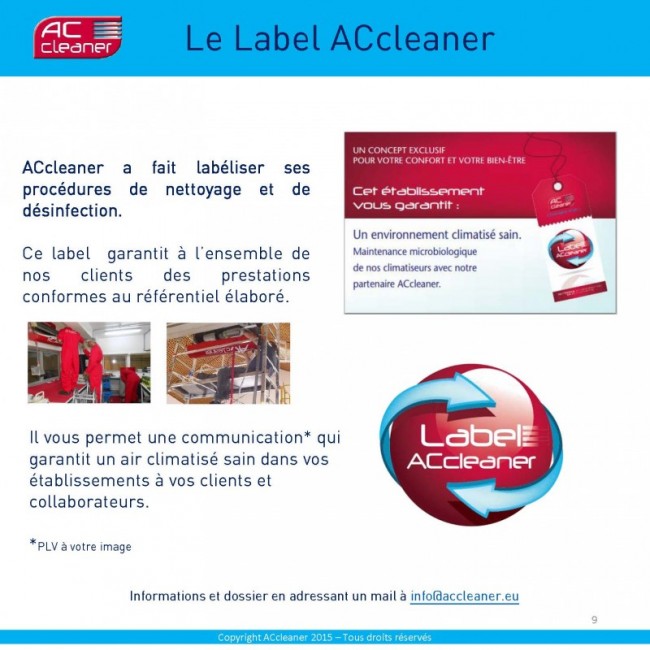 AC
cleaner
Le Label ACcleaner
ACcleaner a fait labéliser ses
procédures de nettoyage et de
désinfection.
Ce label garantit à l'ensemble de
nos clients des prestations
conformes au référentiel élaboré.
UN CONCEPT EXCLUSIF
POUR VOTRE CONFORT ET VOTRE BIEN-ÊTRE
Cet établissement
vous garantit :
Un environnement climatisé sain.
Maintenance microbiologique
de nos climatiseurs avec notre
partenaire ACcleaner.
AC
cleaner
Label
ACcleaner
Label
ACcleaner
Il vous permet une communication* qui
garantit un air climatisé sain dans vos
établissements à vos clients et
collaborateurs.
*PLV à votre image
Informations et dossier en adressant un mail à info@accleaner.eu
9
Copyright ACcleaner 2015 – Tous droits réservés